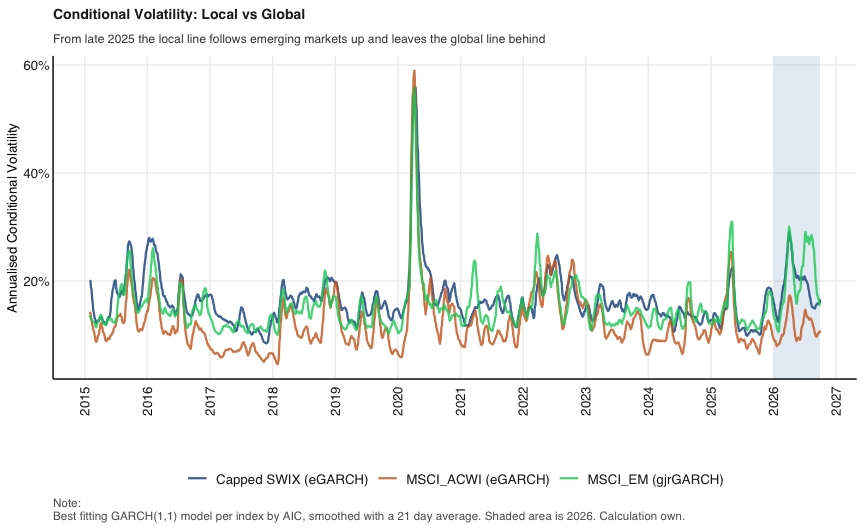 Conditional Volatility: Local vs Global
From late 2025 the local line follows emerging markets up and leaves the global line behind
60%
40%
20%
Annualised Conditional Volatility
2015
2016
2017
2018
2019
2020
2021
2022
2023
2024
2025
2026
2027
Capped SWIX (eGARCH)
MSCI_ACWI (eGARCH)
MSCI_EM (gjrGARCH)
Note:
Best fitting GARCH(1,1) model per index by AIC, smoothed with a 21 day average. Shaded area is 2026. Calculation own.